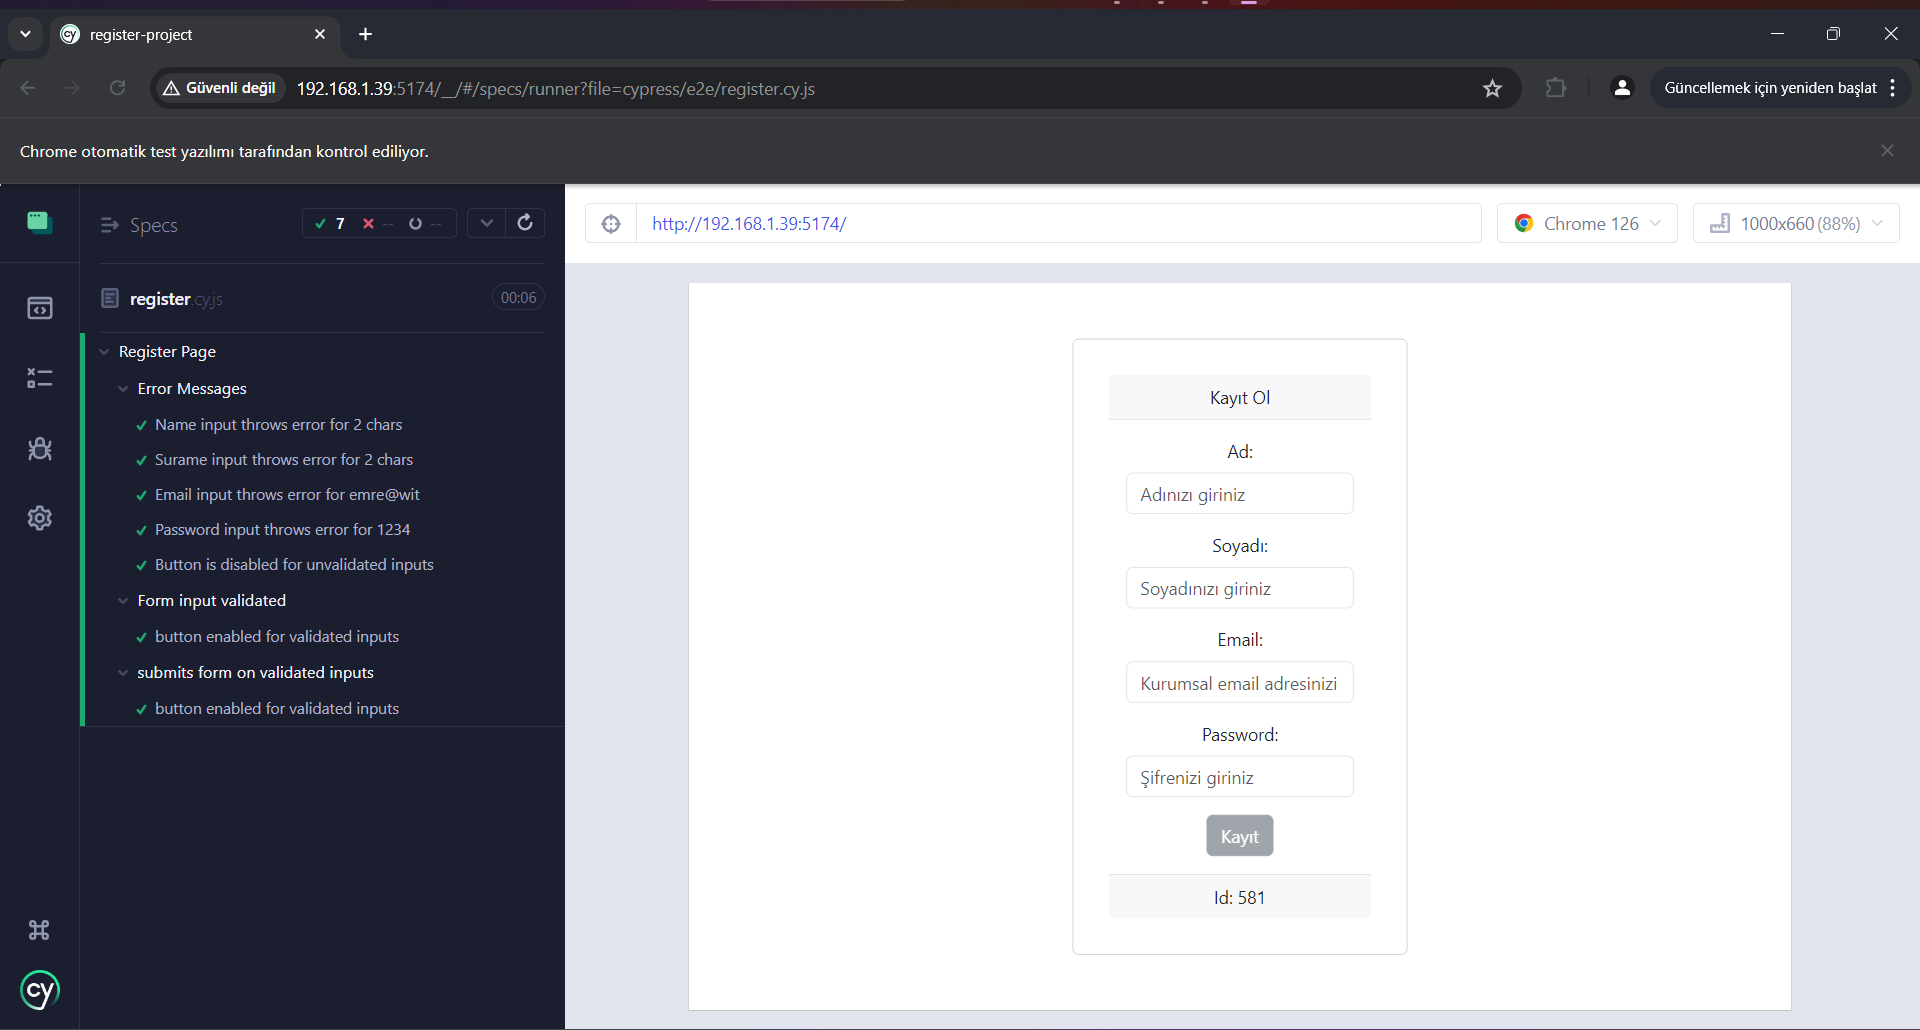 register-project
Güvenli değil
192.168.1.39:5174/__/#/specs/runner?file=cypress/e2e/register.cy.js
Güncellemek için yeniden başlat
Chrome otomatik test yazılımı tarafından kontrol ediliyor.
Specs
7 -- --
http://192.168.1.39:5174/
Chrome 126
1000x660 (88%)
register.cy.js
00:06
Register Page
Error Messages
Name input throws error for 2 chars
Surame input throws error for 2 chars
Email input throws error for emre@wit
Password input throws error for 1234
Button is disabled for unvalidated inputs
Form input validated
button enabled for validated inputs
submits form on validated inputs
button enabled for validated inputs
cy
Kayıt Ol
Ad:
Adınızı giriniz
Soyadı:
Soyadınızı giriniz
Email:
Kurumsal email adresinizi
Password:
Şifrenizi giriniz
Kayıt
Id: 581